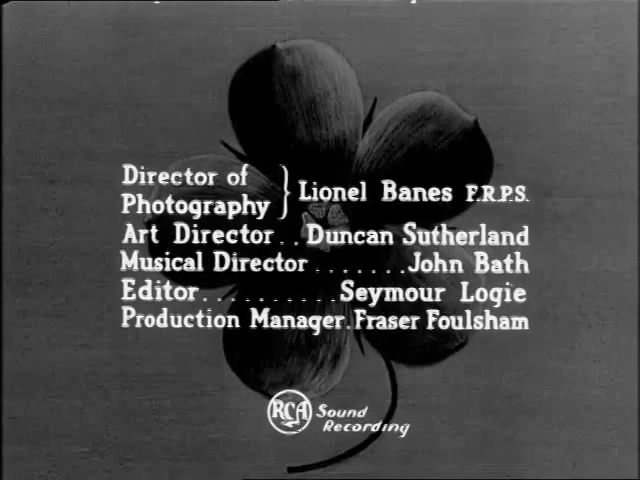 Director of
Photography } Lionel Banes F.R.P.S.
Art Director . . Duncan Sutherland
Musical Director . . . . . . . John Bath
Editor . . . . . . . . . . Seymour Logie
Production Manager . Fraser Foulsham
RCA Sound
Recording